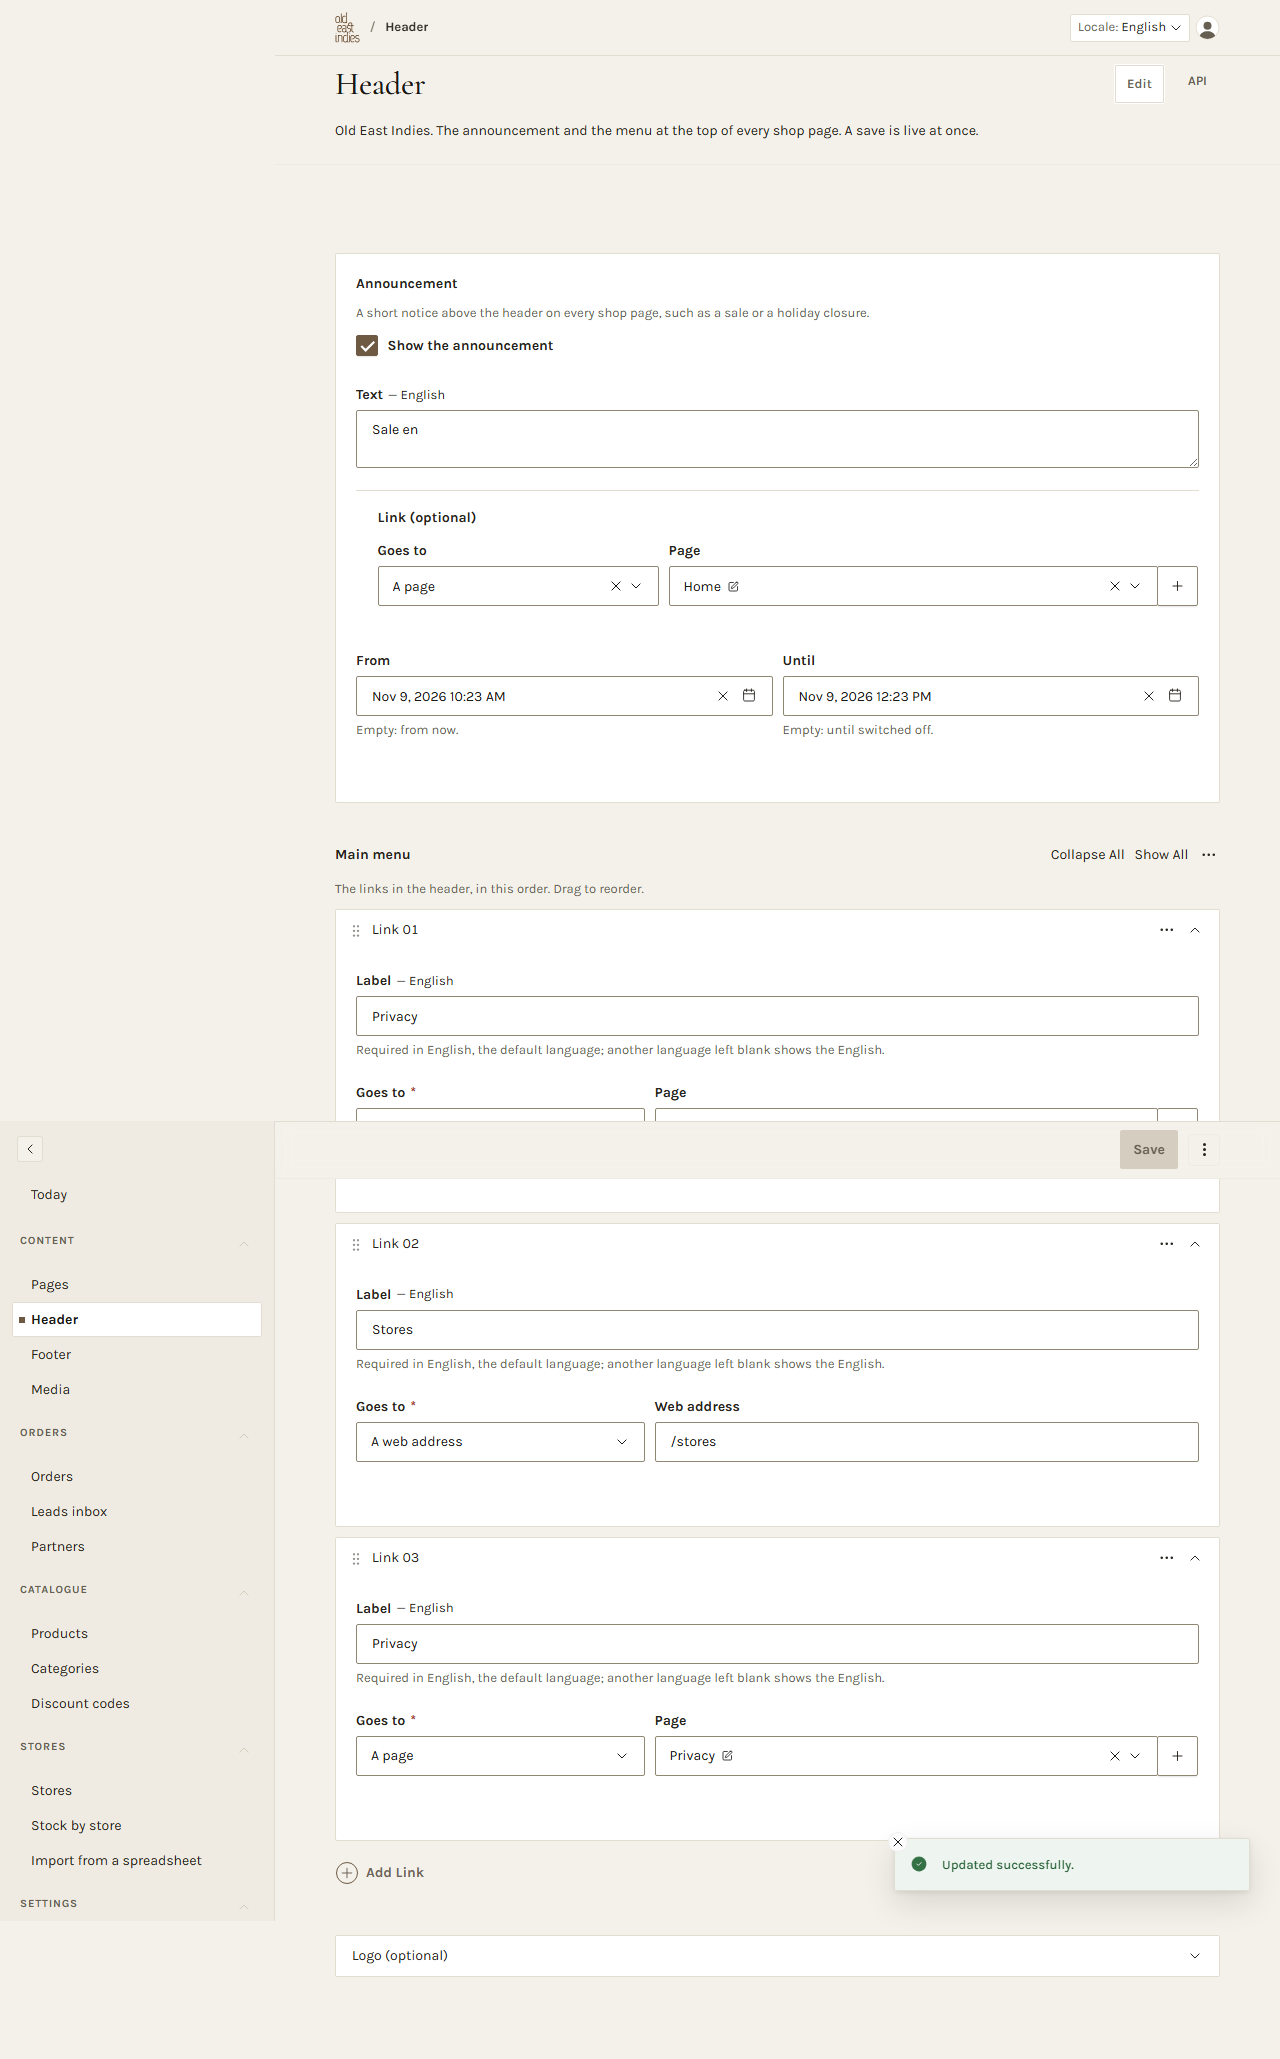 old east indies / Header
Locale: English
Header
Edit
API
Old East Indies. The announcement and the menu at the top of every shop page. A save is live at once.
Announcement
A short notice above the header on every shop page, such as a sale or a holiday closure.
Show the announcement
Text — English
Sale en
Link (optional)
Goes to
Page
A page
Home
From
Until
Nov 9, 2026 10:23 AM
Nov 9, 2026 12:23 PM
Empty: from now.
Empty: until switched off.
Main menu
Collapse All
Show All
The links in the header, in this order. Drag to reorder.
Link 01
Label — English
Privacy
Required in English, the default language; another language left blank shows the English.
Goes to *
Page
Save
Today
CONTENT
Pages
Header
Footer
Media
ORDERS
Orders
Leads inbox
Partners
CATALOGUE
Products
Categories
Discount codes
STORES
Stores
Stock by store
Import from a spreadsheet
SETTINGS
Link 02
Label — English
Stores
Required in English, the default language; another language left blank shows the English.
Goes to *
Web address
A web address
/stores
Link 03
Label — English
Privacy
Required in English, the default language; another language left blank shows the English.
Goes to *
Page
A page
Privacy
Add Link
Updated successfully.
Logo (optional)